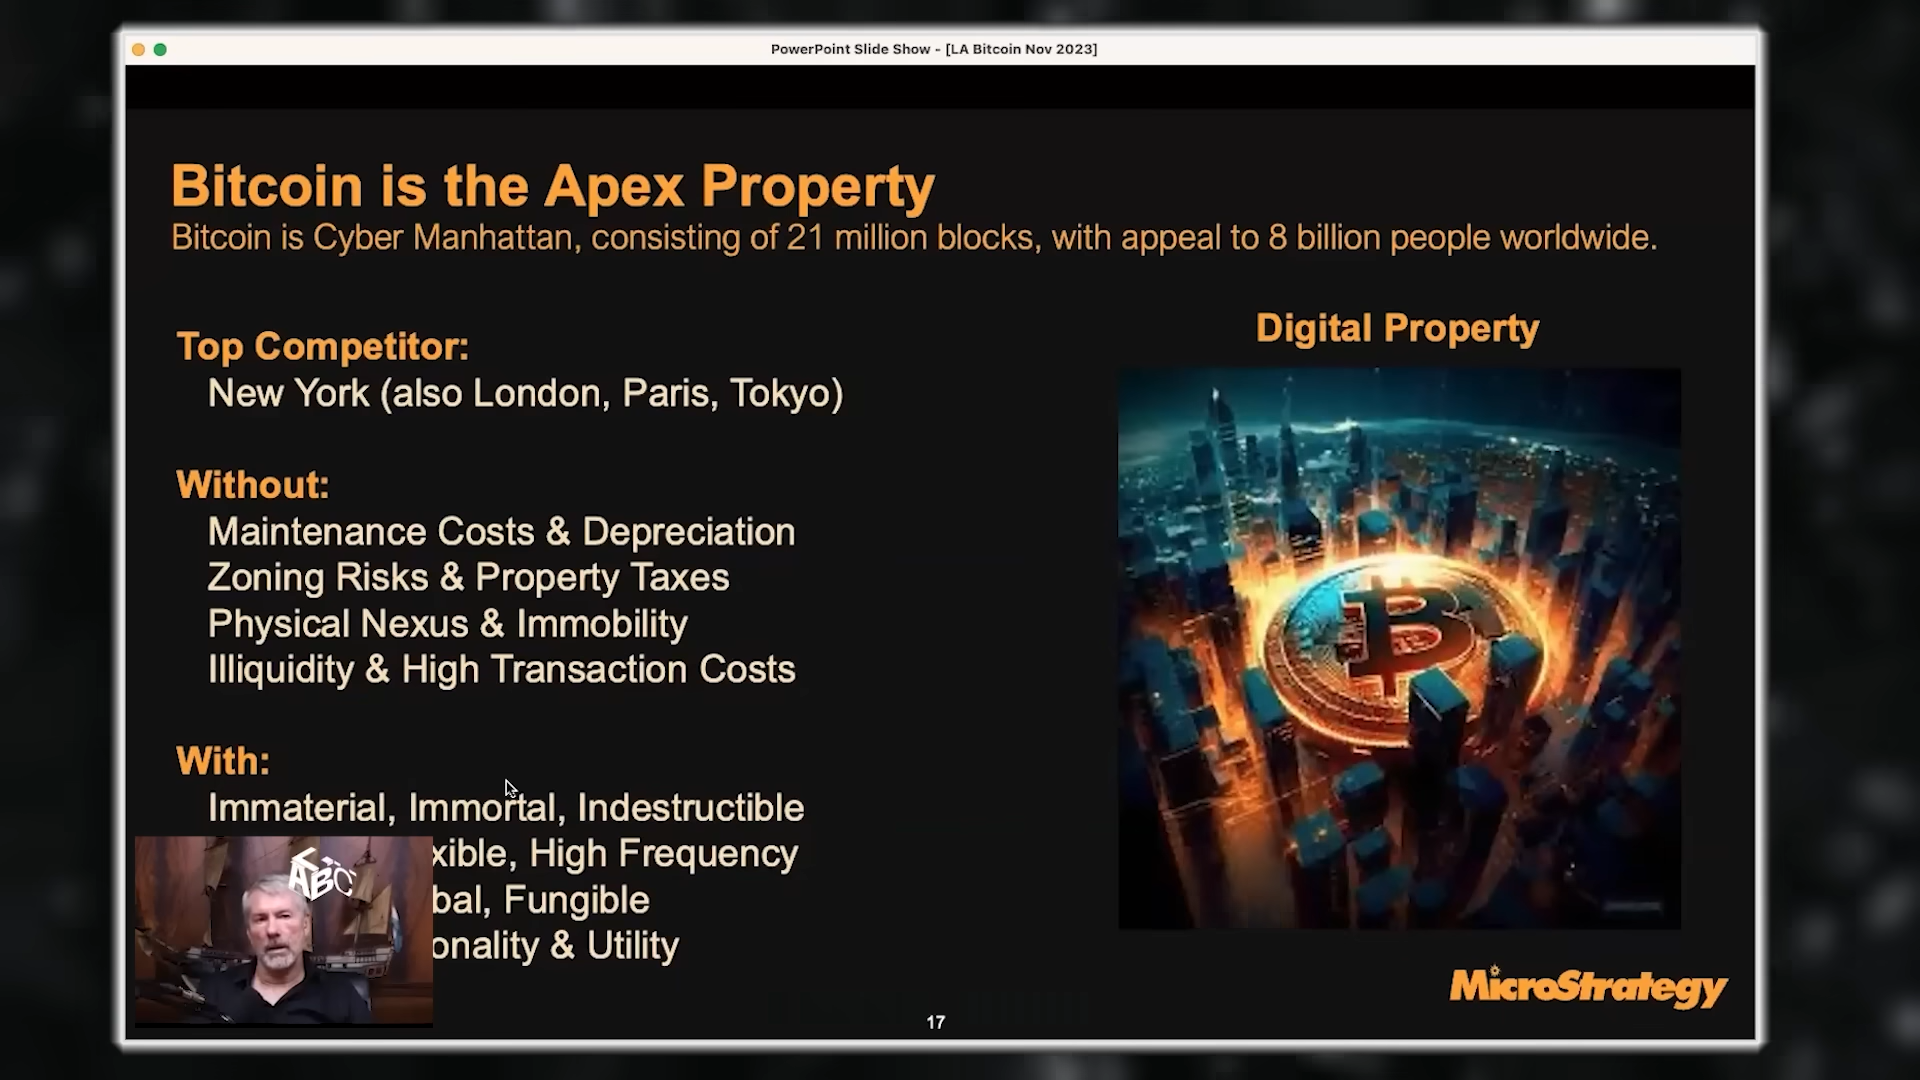 PowerPoint Slide Show - [LA Bitcoin Nov 2023]
Bitcoin is the Apex Property
Bitcoin is Cyber Manhattan, consisting of 21 million blocks, with appeal to 8 billion people worldwide.
Top Competitor:
New York (also London, Paris, Tokyo)
Without:
Maintenance Costs & Depreciation
Zoning Risks & Property Taxes
Physical Nexus & Immobility
Illiquidity & High Transaction Costs
With:
Immaterial, Immortal, Indestructible
High Frequency
Fungible
& Utility
Digital Property
ABC
MicroStrategy
17